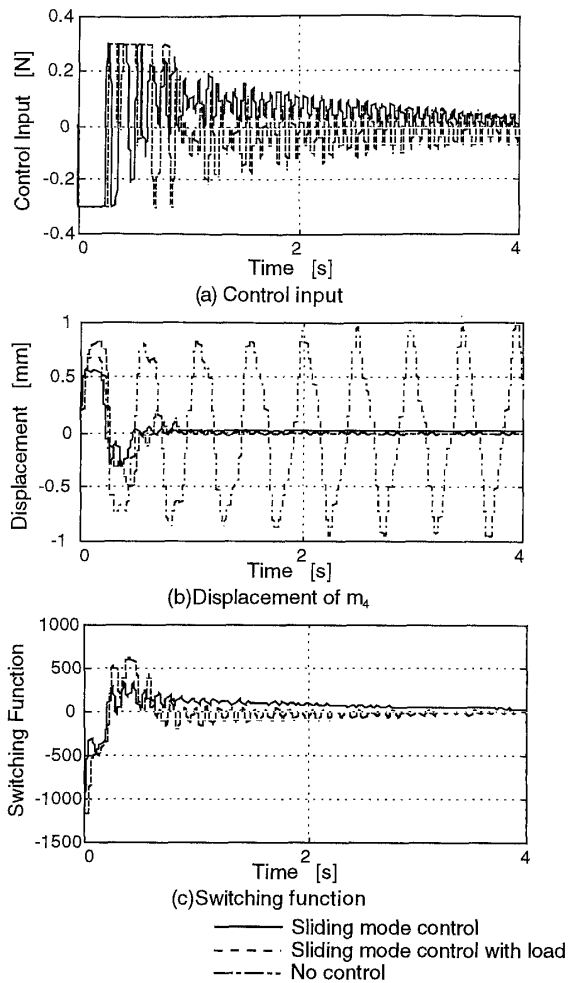 0.4
0.2
0
-0.2
-0.4
Control Input [N]
0 2 4
Time [s]
(a) Control input
1
0.5
0
-0.5
-1
Displacement [mm]
0 2 4
Time [s]
(b)Displacement of m₄
1000
500
0
-500
-1000
-1500
Switching Function
0 2 4
Time [s]
(c)Switching function
Sliding mode control
Sliding mode control with load
No control